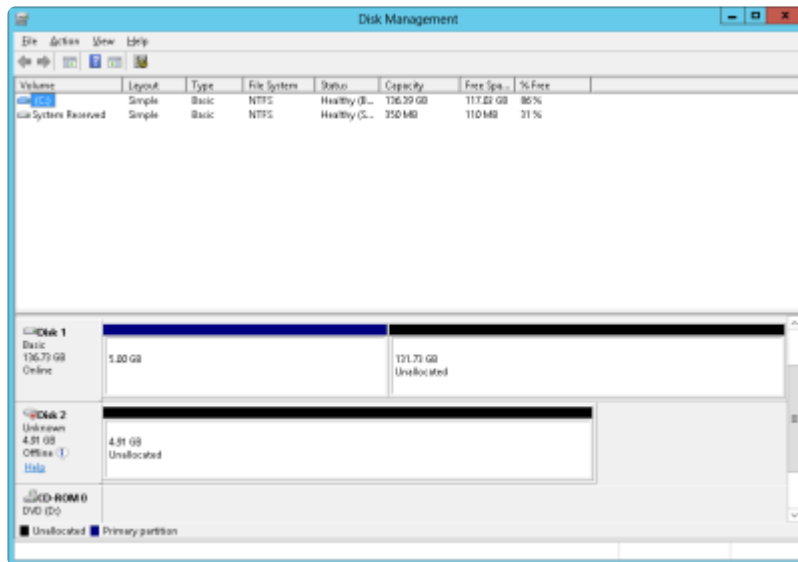 Disk Management
File Action View Help
Volume Layout Type File System Status Capacity Free Spa... % Free
(C:) Simple Basic NTFS Healthy (B... 136.39 GB 117.02 GB 86 %
System Reserved Simple Basic NTFS Healthy (S... 350 MB 110 MB 31 %
Disk 1
Basic
136.73 GB
Online
5.00 GB
131.73 GB
Unallocated
Disk 2
Unknown
4.91 GB
Offline
Help
4.91 GB
Unallocated
CD-ROM 0
DVD (D:)
Unallocated Primary partition